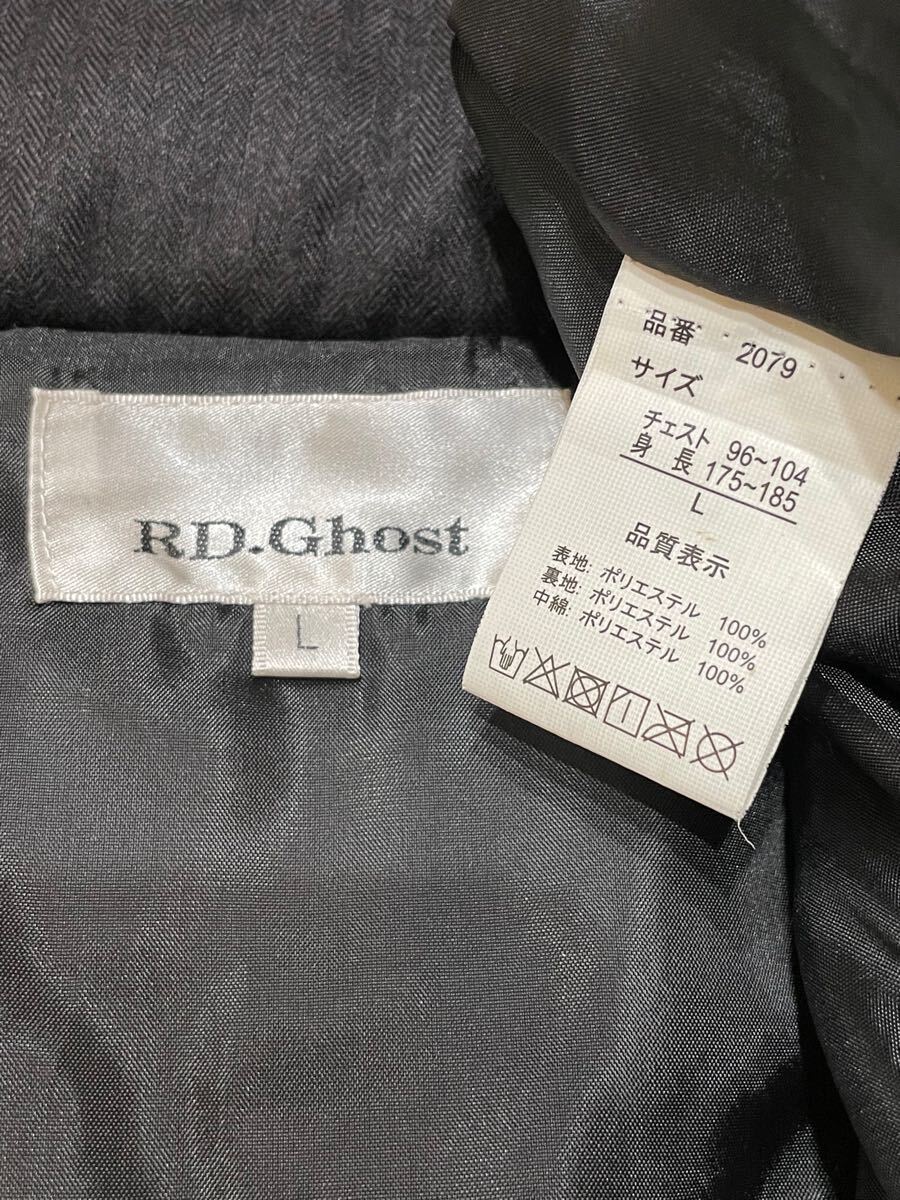 RD.Ghost
L
品番 2079
サイズ
チェスト 96~104
身長 175~185
L
品質表示
表地: ポリエステル 100%
裏地: ポリエステル 100%
中綿: ポリエステル 100%